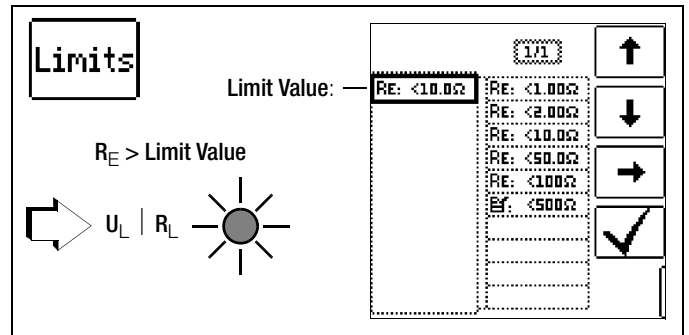 Limits
1/1
Limit Value:
RE: <10.0Ω
RE: <1.00Ω
RE: <2.00Ω
RE: <10.0Ω
RE: <50.0Ω
RE: <100Ω
: <500Ω
RE > Limit Value
UL | RL